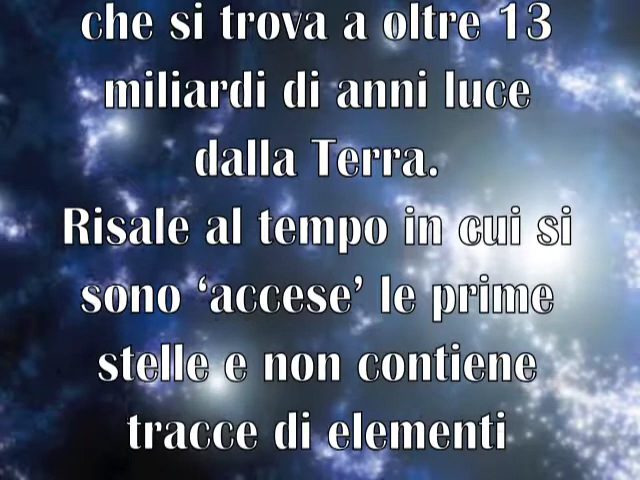 che si trova a oltre 13
miliardi di anni luce
dalla Terra.
Risale al tempo in cui si
sono ‘accese’ le prime
stelle e non contiene
tracce di elementi